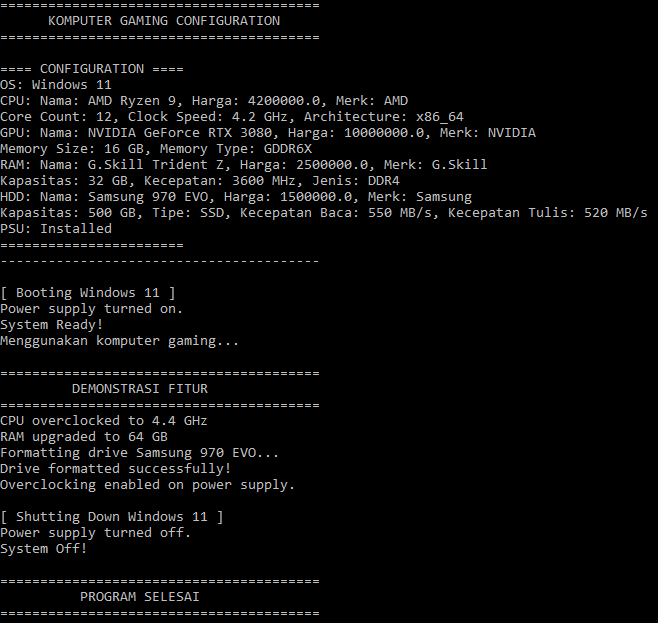 ========================================
KOMPUTER GAMING CONFIGURATION
========================================
==== CONFIGURATION ====
OS: Windows 11
CPU: Nama: AMD Ryzen 9, Harga: 4200000.0, Merk: AMD
Core Count: 12, Clock Speed: 4.2 GHz, Architecture: x86_64
GPU: Nama: NVIDIA GeForce RTX 3080, Harga: 10000000.0, Merk: NVIDIA
Memory Size: 16 GB, Memory Type: GDDR6X
RAM: Nama: G.Skill Trident Z, Harga: 2500000.0, Merk: G.Skill
Kapasitas: 32 GB, Kecepatan: 3600 MHz, Jenis: DDR4
HDD: Nama: Samsung 970 EVO, Harga: 1500000.0, Merk: Samsung
Kapasitas: 500 GB, Tipe: SSD, Kecepatan Baca: 550 MB/s, Kecepatan Tulis: 520 MB/s
PSU: Installed
=======================
----------------------------------------
[ Booting Windows 11 ]
Power supply turned on.
System Ready!
Menggunakan komputer gaming...
========================================
DEMONSTRASI FITUR
========================================
CPU overclocked to 4.4 GHz
RAM upgraded to 64 GB
Formatting drive Samsung 970 EVO...
Drive formatted successfully!
Overclocking enabled on power supply.
[ Shutting Down Windows 11 ]
Power supply turned off.
System Off!
========================================
PROGRAM SELESAI
========================================